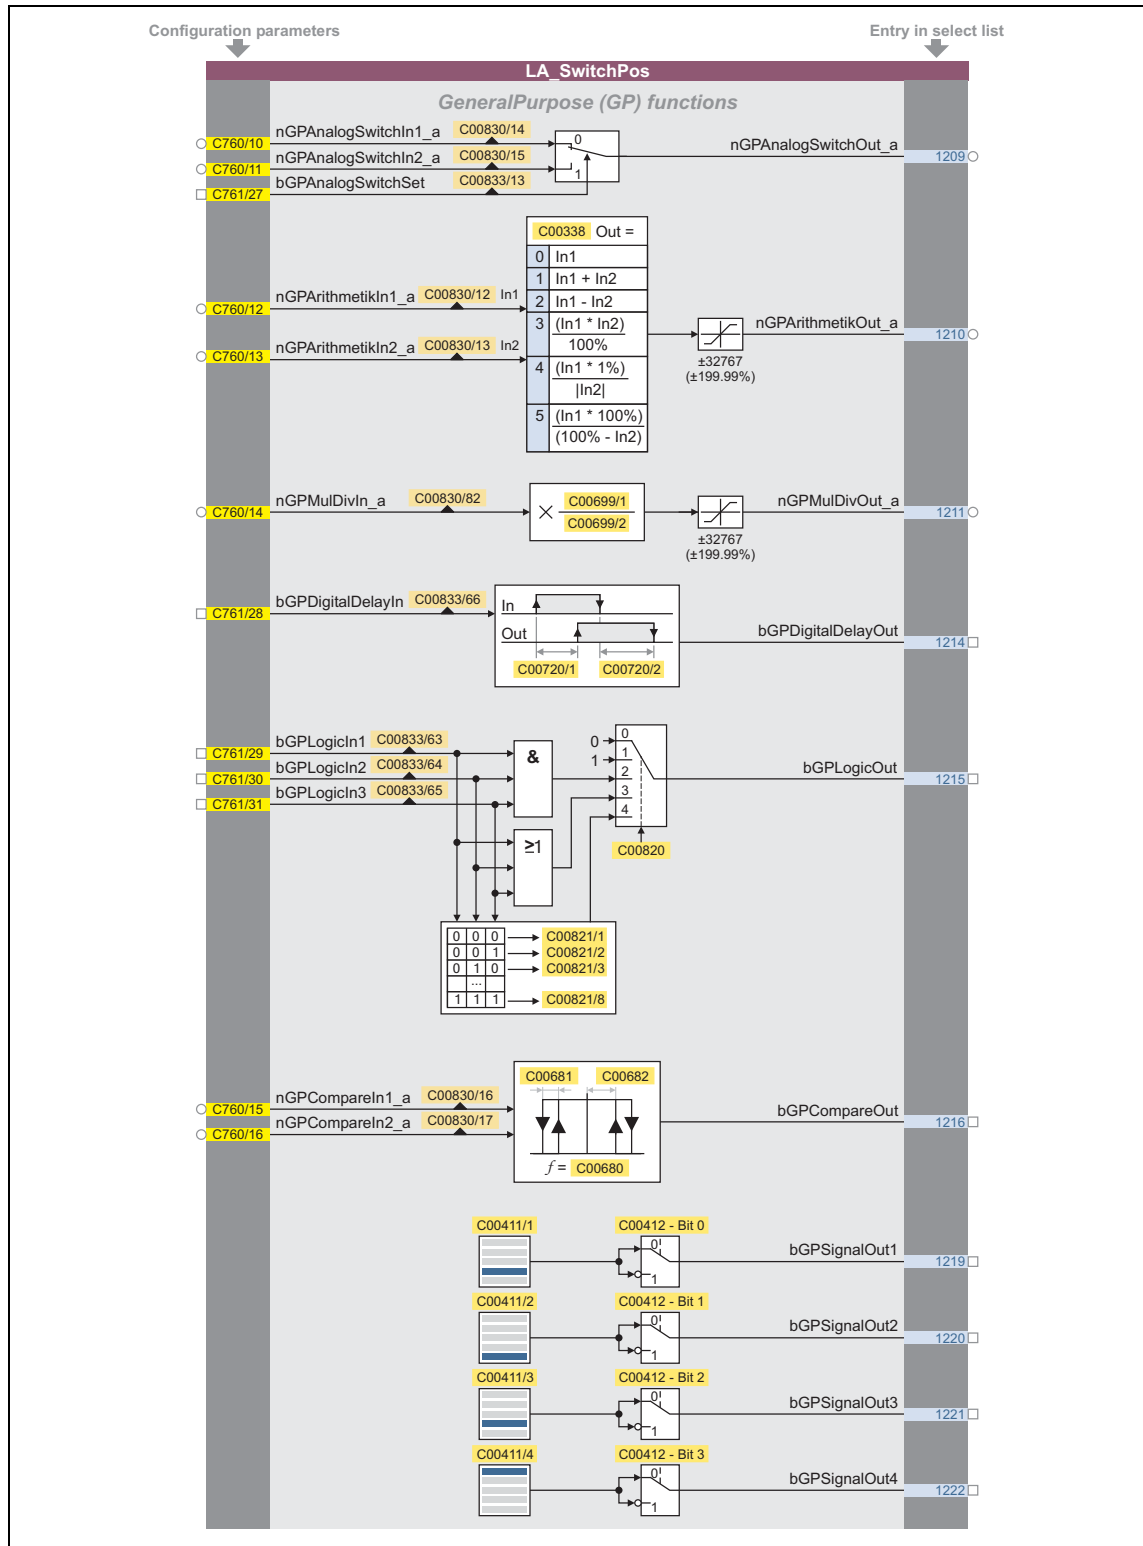 Configuration parameters
Entry in select list
LA_SwitchPos
GeneralPurpose (GP) functions
nGPAnalogSwitchIn1_a C00830/14
C760/10
0
nGPAnalogSwitchOut_a
1209
nGPAnalogSwitchIn2_a C00830/15
C760/11
1
bGPAnalogSwitchSet C00833/13
C761/27
C00338 Out =
0 In1
1 In1 + In2
2 In1 - In2
3 (In1 * In2)
100%
4 (In1 * 1%)
|In2|
5 (In1 * 100%)
(100% - In2)
nGPArithmetikIn1_a C00830/12 In1
C760/12
nGPArithmetikIn2_a C00830/13 In2
C760/13
nGPArithmetikOut_a
1210
±32767
(±199.99%)
nGPMulDivIn_a C00830/82
C760/14
× C00699/1
C00699/2
nGPMulDivOut_a
1211
±32767
(±199.99%)
bGPDigitalDelayIn C00833/66
C761/28
In
Out
C00720/1 C00720/2
bGPDigitalDelayOut
1214
bGPLogicIn1 C00833/63
C761/29
bGPLogicIn2 C00833/64
C761/30
bGPLogicIn3 C00833/65
C761/31
&
≥1
0 0
1 1
2
3
4
C00820
bGPLogicOut
1215
0 0 0 C00821/1
0 0 1 C00821/2
0 1 0 C00821/3
...
1 1 1 C00821/8
C00681 C00682
nGPCompareIn1_a C00830/16
C760/15
nGPCompareIn2_a C00830/17
C760/16
f = C00680
bGPCompareOut
1216
C00411/1 C00412 - Bit 0
0
1
bGPSignalOut1
1219
C00411/2 C00412 - Bit 1
0
1
bGPSignalOut2
1220
C00411/3 C00412 - Bit 2
0
1
bGPSignalOut3
1221
C00411/4 C00412 - Bit 3
0
1
bGPSignalOut4
1222